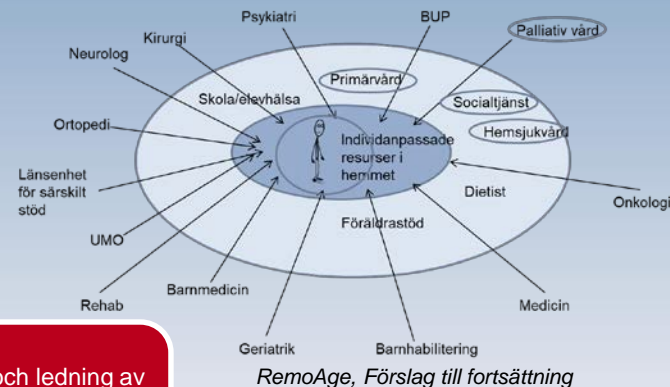 Psykiatri
BUP
Palliativ vård
Kirurgi
Neurolog
Primärvård
Skola/elevhälsa
Socialtjänst
Ortopedi
Hemsjukvård
Individanpassade
resurser i
hemmet
Länsenhet
för särskilt
stöd
Dietist
Onkologi
Föräldrastöd
UMO
Barnmedicin
Rehab
Medicin
Geriatrik
Barnhabilitering
och ledning av
RemoAge, Förslag till fortsättning